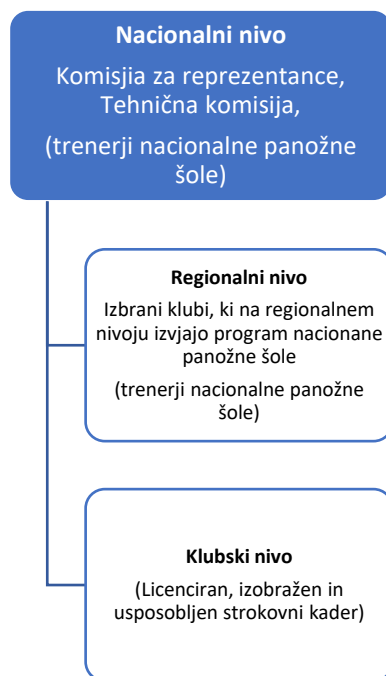 Nacionalni nivo
Komisjia za reprezentance,
Tehnična komisija,
(trenerji nacionalne panožne
šole)
Regionalni nivo
Izbrani klubi, ki na regionalnem
nivoju izvjajo program nacionane
panožne šole
(trenerji nacionalne panožne
šole)
Klubski nivo
(Licenciran, izobražen in
usposobljen strokovni kader)